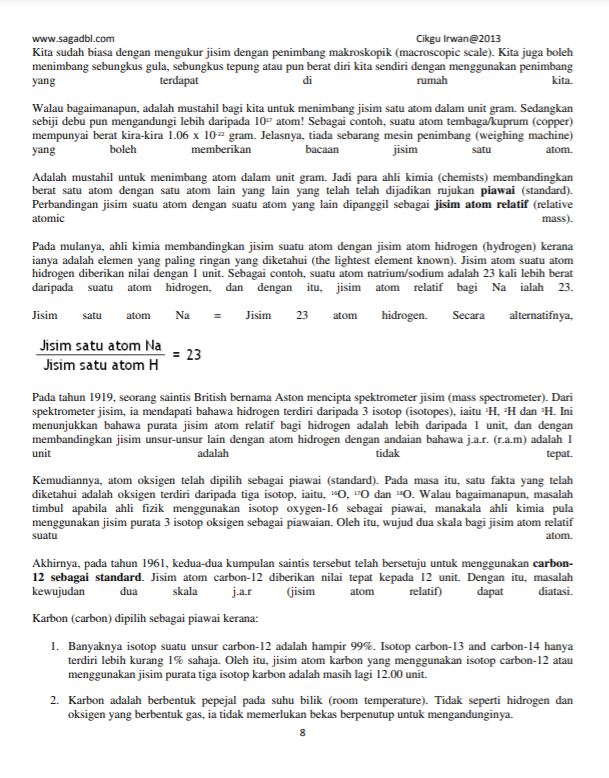 www.sagadbl.com Cikgu Irwan@2013
Kita sudah biasa dengan mengukur jisim dengan penimbang makroskopik (macroscopic scale). Kita juga boleh
menimbang sebungkus gula, sebungkus tepung atau pun berat diri kita sendiri dengan menggunakan penimbang
yang terdapat di rumah kita.
Walau bagaimanapun, adalah mustahil bagi kita untuk menimbang jisim satu atom dalam unit gram. Sedangkan
sebiji debu pun mengandungi lebih daripada 10¹⁷ atom! Sebagai contoh, suatu atom tembaga/kuprum (copper)
mempunyai berat kira-kira 1.06 x 10⁻²² gram. Jelasnya, tiada sebarang mesin penimbang (weighing machine)
yang boleh memberikan bacaan jisim satu atom.
Adalah mustahil untuk menimbang atom dalam unit gram. Jadi para ahli kimia (chemists) membandingkan
berat satu atom dengan satu atom lain yang lain yang telah telah dijadikan rujukan piawai (standard).
Perbandingan jisim suatu atom dengan suatu atom yang lain dipanggil sebagai jisim atom relatif (relative
atomic mass).
Pada mulanya, ahli kimia membandingkan jisim suatu atom dengan jisim atom hidrogen (hydrogen) kerana
ianya adalah elemen yang paling ringan yang diketahui (the lightest element known). Jisim atom suatu atom
hidrogen diberikan nilai dengan 1 unit. Sebagai contoh, suatu atom natrium/sodium adalah 23 kali lebih berat
daripada suatu atom hidrogen, dan dengan itu, jisim atom relatif bagi Na ialah 23.
Jisim satu atom Na = Jisim 23 atom hidrogen. Secara alternatifnya,
Jisim satu atom Na
= 23
Jisim satu atom H
Pada tahun 1919, seorang saintis British bernama Aston mencipta spektrometer jisim (mass spectrometer). Dari
spektrometer jisim, ia mendapati bahawa hidrogen terdiri daripada 3 isotop (isotopes), iaitu ¹H, ²H dan ³H. Ini
menunjukkan bahawa purata jisim atom relatif bagi hidrogen adalah lebih daripada 1 unit, dan dengan
membandingkan jisim unsur-unsur lain dengan atom hidrogen dengan andaian bahawa j.a.r. (r.a.m) adalah 1
unit adalah tidak tepat.
Kemudiannya, atom oksigen telah dipilih sebagai piawai (standard). Pada masa itu, satu fakta yang telah
diketahui adalah oksigen terdiri daripada tiga isotop, iaitu, ¹⁶O, ¹⁷O dan ¹⁸O. Walau bagaimanapun, masalah
timbul apabila ahli fizik menggunakan isotop oxygen-16 sebagai piawai, manakala ahli kimia pula
menggunakan jisim purata 3 isotop oksigen sebagai piawaian. Oleh itu, wujud dua skala bagi jisim atom relatif
suatu atom.
Akhirnya, pada tahun 1961, kedua-dua kumpulan saintis tersebut telah bersetuju untuk menggunakan carbon-
12 sebagai standard. Jisim atom carbon-12 diberikan nilai tepat kepada 12 unit. Dengan itu, masalah
kewujudan dua skala j.a.r (jisim atom relatif) dapat diatasi.
Karbon (carbon) dipilih sebagai piawai kerana:
1. Banyaknya isotop suatu unsur carbon-12 adalah hampir 99%. Isotop carbon-13 and carbon-14 hanya
terdiri lebih kurang 1% sahaja. Oleh itu, jisim atom karbon yang menggunakan isotop carbon-12 atau
menggunakan jisim purata tiga isotop karbon adalah masih lagi 12.00 unit.
2. Karbon adalah berbentuk pepejal pada suhu bilik (room temperature). Tidak seperti hidrogen dan
oksigen yang berbentuk gas, ia tidak memerlukan bekas berpenutup untuk mengandunginya.
8